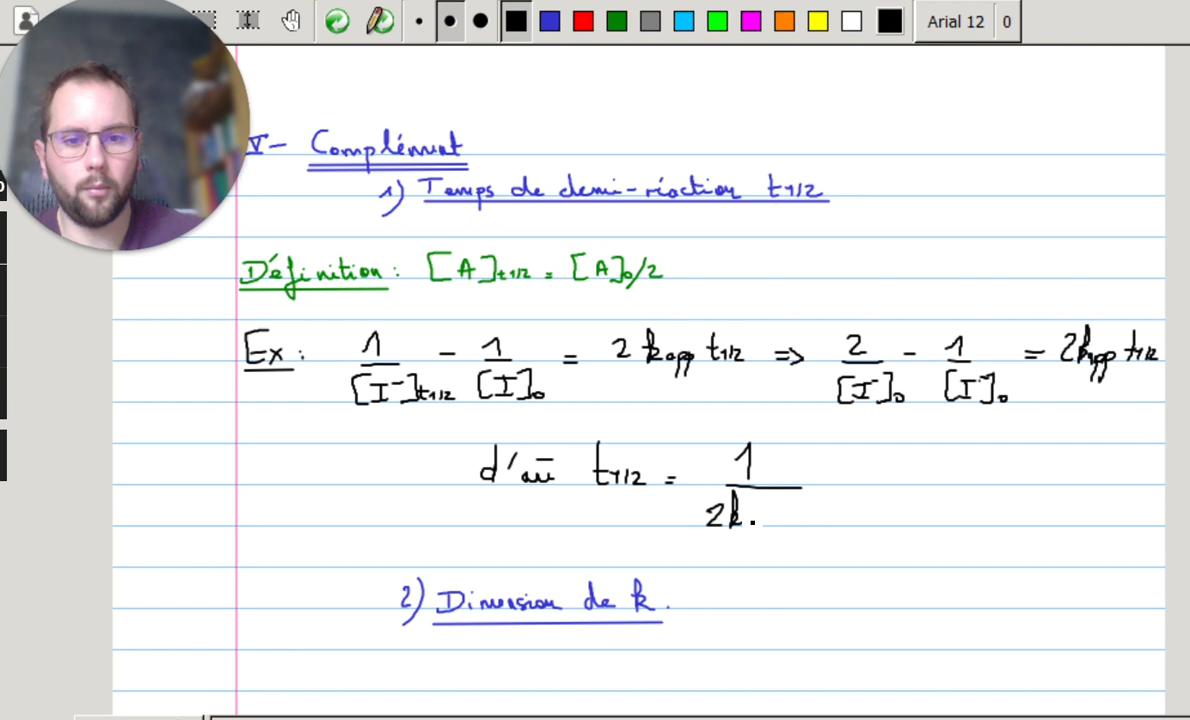 Arial 12 0
V- Complément
1) Temps de demi-réaction t1/2
Définition : [A]t1/2 = [A]0/2
Ex : 1/[I⁻]t1/2 - 1/[I⁻]0 = 2 kapp t1/2 => 2/[I⁻]0 - 1/[I⁻]0 = 2kapp t1/2
d'où t1/2 = 1/2k
2) Dimension de k.